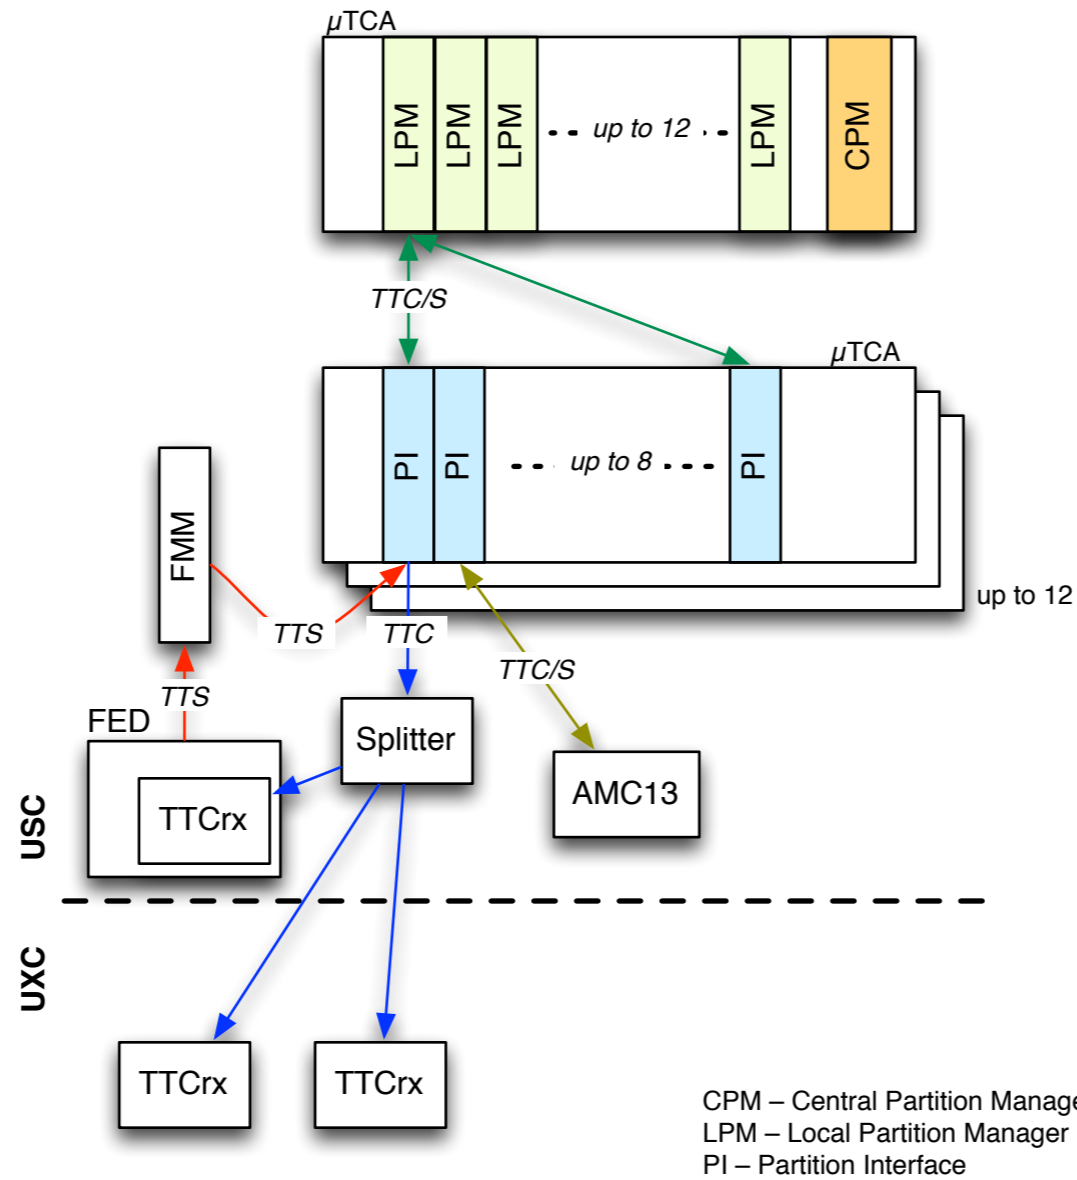 µTCA
LPM
LPM
LPM
up to 12
LPM
CPM
TTC/S
µTCA
PI
PI
up to 8
PI
FMM
up to 12
TTS
TTC
TTC/S
TTS
FED
Splitter
TTCrx
AMC13
USC
UXC
TTCrx
TTCrx
CPM – Central Partition Manage
LPM – Local Partition Manager
PI – Partition Interface